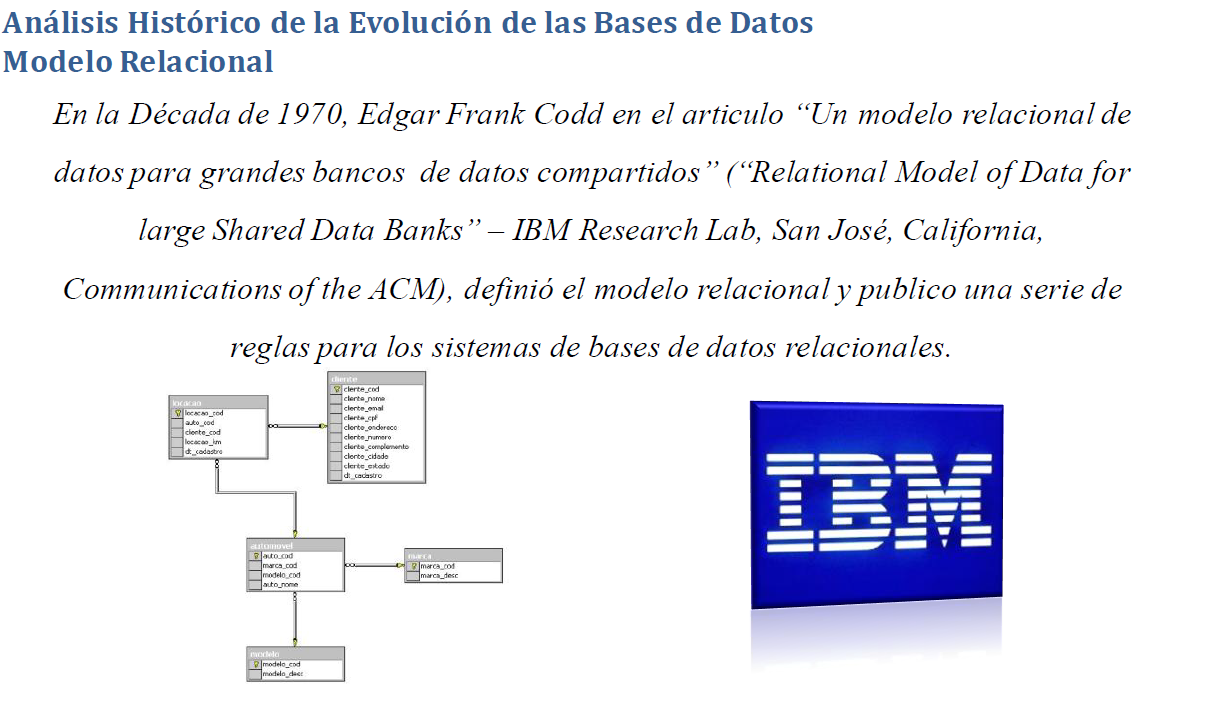 Análisis Histórico de la Evolución de las Bases de Datos
Modelo Relacional
En la Década de 1970, Edgar Frank Codd en el articulo “Un modelo relacional de
datos para grandes bancos de datos compartidos” (“Relational Model of Data for
large Shared Data Banks” – IBM Research Lab, San José, California,
Communications of the ACM), definió el modelo relacional y publico una serie de
reglas para los sistemas de bases de datos relacionales.
cliente
cliente_cod
cliente_nome
cliente_email
cliente_cpf
cliente_endereco
cliente_numero
cliente_complemento
cliente_cidade
cliente_estado
dt_cadastro
locacao
locacao_cod
auto_cod
cliente_cod
locacao_km
dt_cadastro
automovel
auto_cod
marca_cod
modelo_cod
auto_nome
marca
marca_cod
marca_desc
modelo
modelo_cod
modelo_desc
IBM